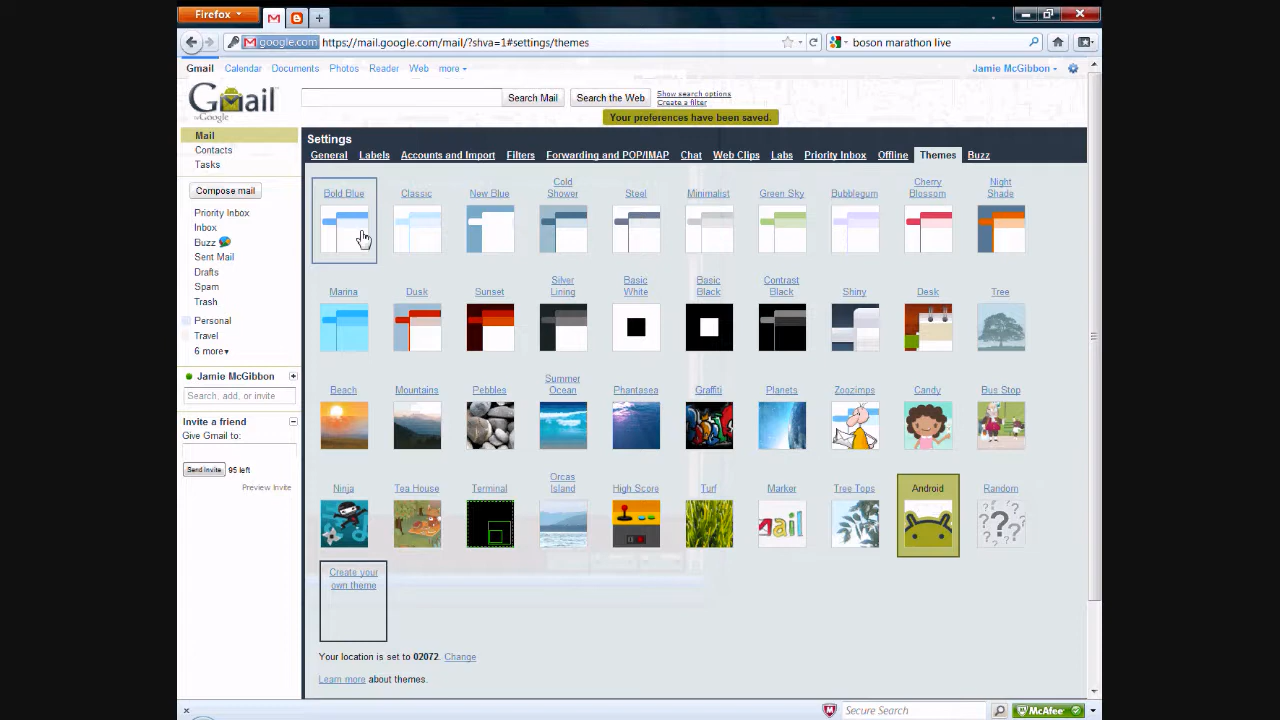 Firefox
google.com https://mail.google.com/mail/?shva=1#settings/themes boson marathon live
Gmail Calendar Documents Photos Reader Web more Jamie McGibbon
Gmail
by Google
Search Mail Search the Web Show search options
Create a filter
Your preferences have been saved.
Mail
Contacts
Tasks
Compose mail
Priority Inbox
Inbox
Buzz
Sent Mail
Drafts
Spam
Trash
Personal
Travel
6 more
Jamie McGibbon
Search, add, or invite
Invite a friend
Give Gmail to:
Send Invite 95 left
Preview Invite
Settings
General Labels Accounts and Import Filters Forwarding and POP/IMAP Chat Web Clips Labs Priority Inbox Offline Themes Buzz
Bold Blue Classic New Blue Cold Shower Steel Minimalist Green Sky Bubblegum Cherry Blossom Night Shade
Marina Dusk Sunset Silver Lining Basic White Basic Black Contrast Black Shiny Desk Tree
Beach Mountains Pebbles Summer Ocean Phantasea Graffiti Planets Zoozimps Candy Bus Stop
Ninja Tea House Terminal Orcas Island High Score Turf Marker Tree Tops Android Random
Mail
Create your own theme
Your location is set to 02072. Change
Learn more about themes.
Secure Search McAfee